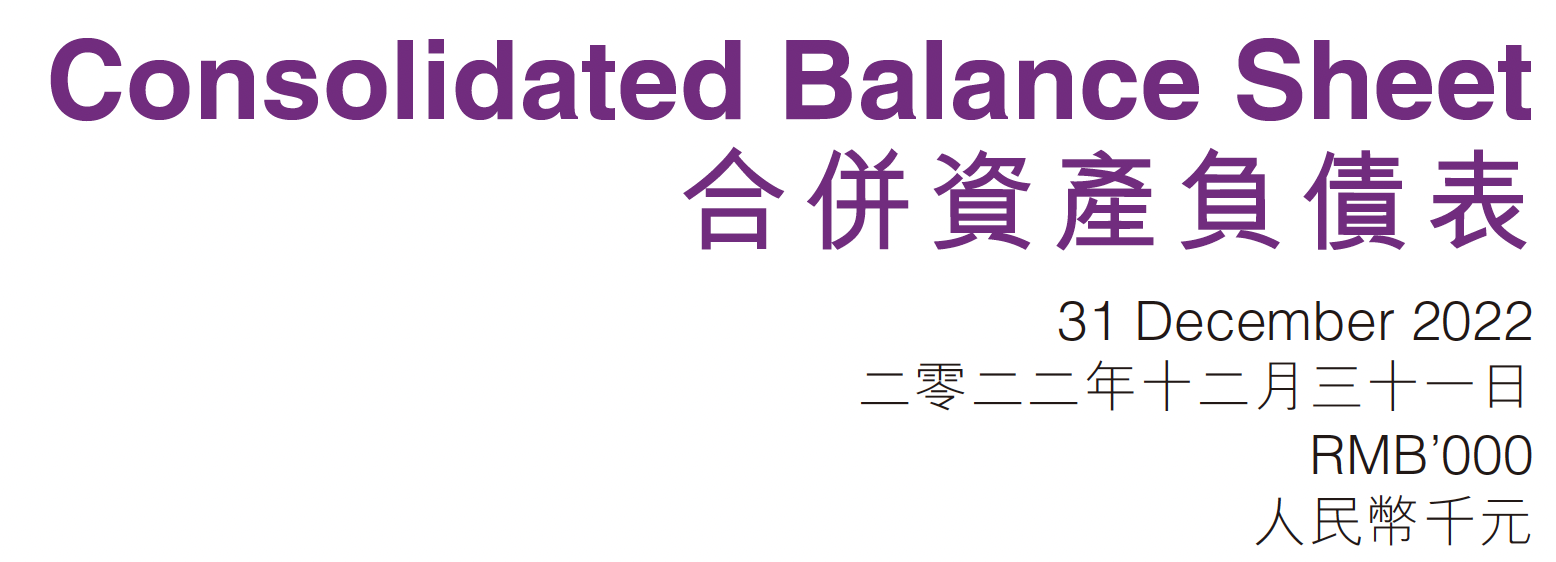 Consolidated Balance Sheet
合併資產負債表
31 December 2022
二零二二年十二月三十一日
RMB’000
人民幣千元